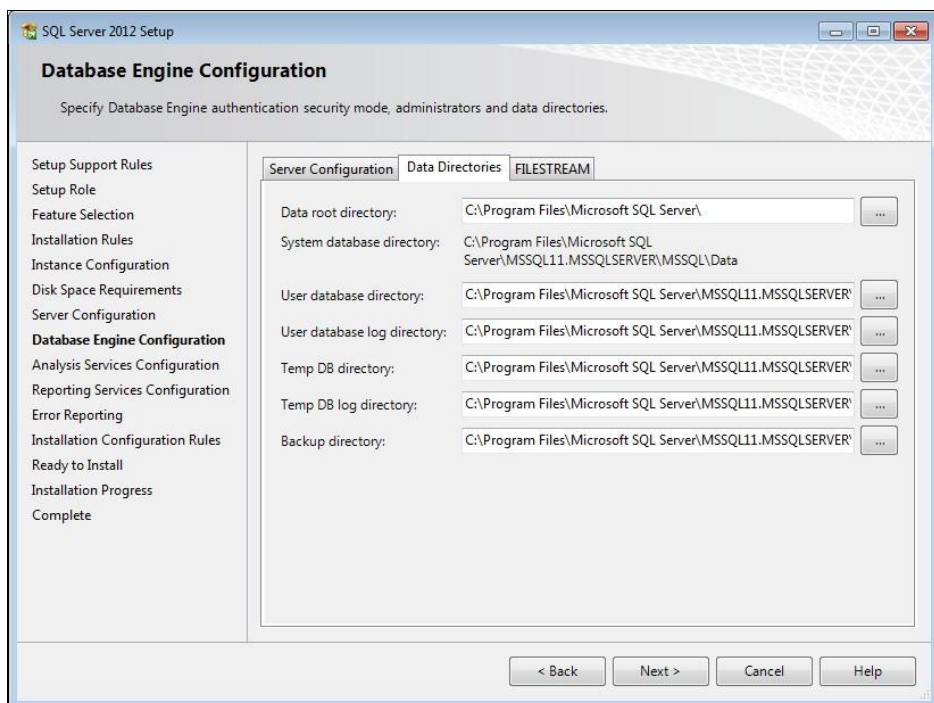 SQL Server 2012 Setup
Database Engine Configuration
Specify Database Engine authentication security mode, administrators and data directories.
Setup Support Rules
Setup Role
Feature Selection
Installation Rules
Instance Configuration
Disk Space Requirements
Server Configuration
Database Engine Configuration
Analysis Services Configuration
Reporting Services Configuration
Error Reporting
Installation Configuration Rules
Ready to Install
Installation Progress
Complete
Server Configuration Data Directories FILESTREAM
Data root directory: C:\Program Files\Microsoft SQL Server\ ...
System database directory: C:\Program Files\Microsoft SQL
Server\MSSQL11.MSSQLSERVER\MSSQL\Data
User database directory: C:\Program Files\Microsoft SQL Server\MSSQL11.MSSQLSERVER\ ...
User database log directory: C:\Program Files\Microsoft SQL Server\MSSQL11.MSSQLSERVER\ ...
Temp DB directory: C:\Program Files\Microsoft SQL Server\MSSQL11.MSSQLSERVER\ ...
Temp DB log directory: C:\Program Files\Microsoft SQL Server\MSSQL11.MSSQLSERVER\ ...
Backup directory: C:\Program Files\Microsoft SQL Server\MSSQL11.MSSQLSERVER\ ...
< Back Next > Cancel Help